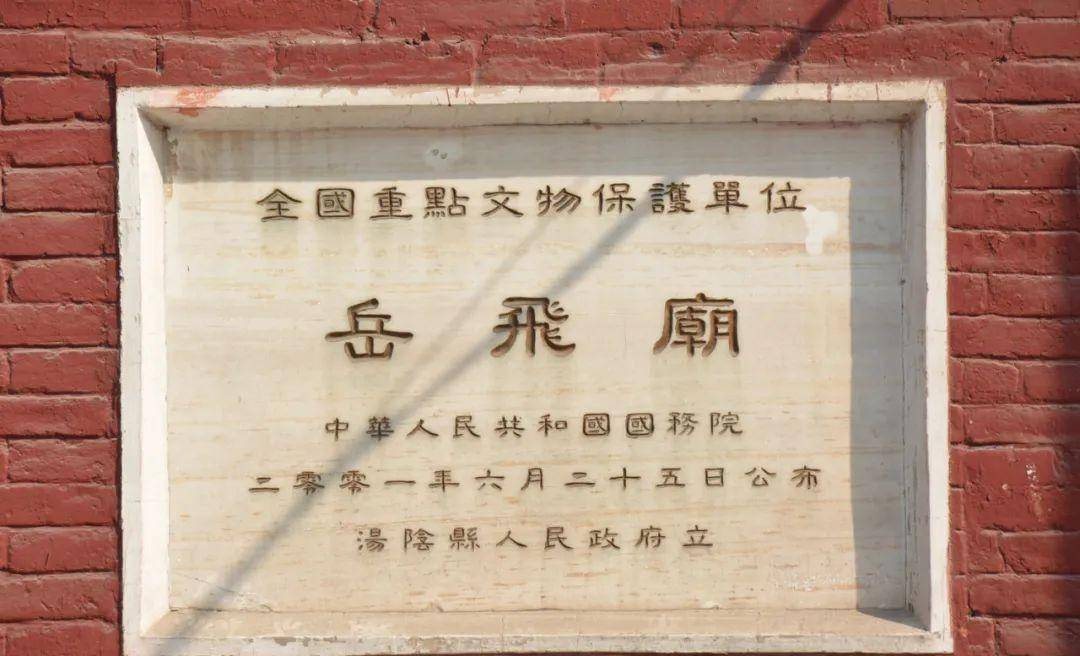 全國重點文物保護單位
岳飛廟
中華人民共和國國務院
二零零一年六月二十五日公布
湯陰縣人民政府立